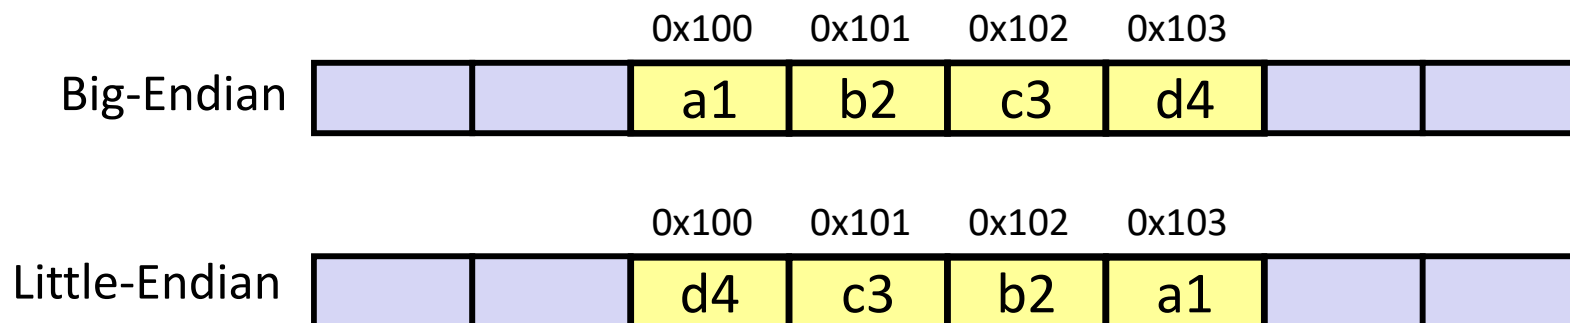 0x100 0x101 0x102 0x103
Big-Endian a1 b2 c3 d4
0x100 0x101 0x102 0x103
Little-Endian d4 c3 b2 a1